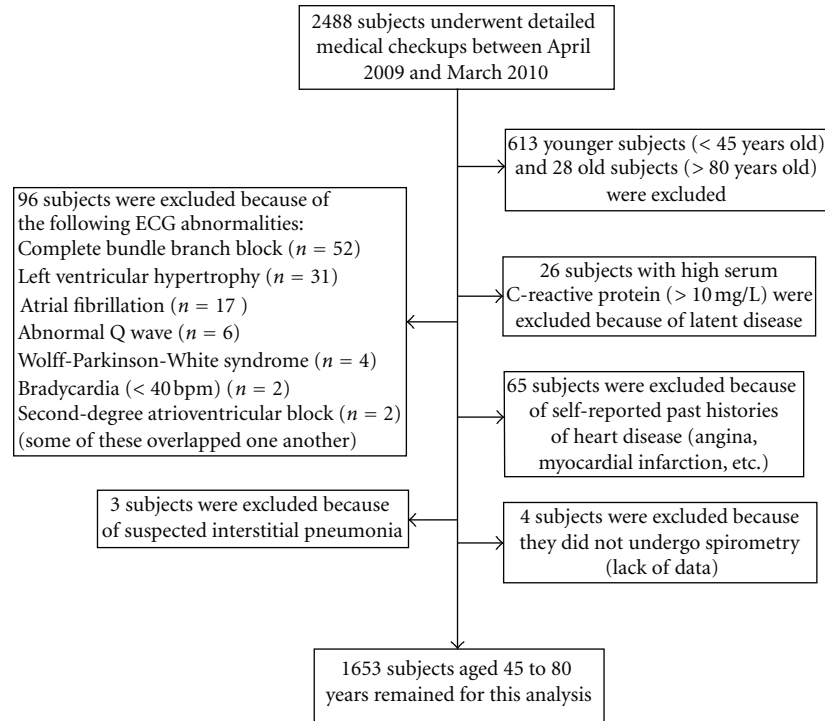 2488 subjects underwent detailed
medical checkups between April
2009 and March 2010
613 younger subjects (< 45 years old)
and 28 old subjects (> 80 years old)
were excluded
96 subjects were excluded because of
the following ECG abnormalities:
Complete bundle branch block (n = 52)
Left ventricular hypertrophy (n = 31)
Atrial fibrillation (n = 17 )
Abnormal Q wave (n = 6)
Wolff-Parkinson-White syndrome (n = 4)
Bradycardia (< 40 bpm) (n = 2)
Second-degree atrioventricular block (n = 2)
(some of these overlapped one another)
26 subjects with high serum
C-reactive protein (> 10 mg/L) were
excluded because of latent disease
65 subjects were excluded because
of self-reported past histories
of heart disease (angina,
myocardial infarction, etc.)
3 subjects were excluded because
of suspected interstitial pneumonia
4 subjects were excluded because
they did not undergo spirometry
(lack of data)
1653 subjects aged 45 to 80
years remained for this analysis